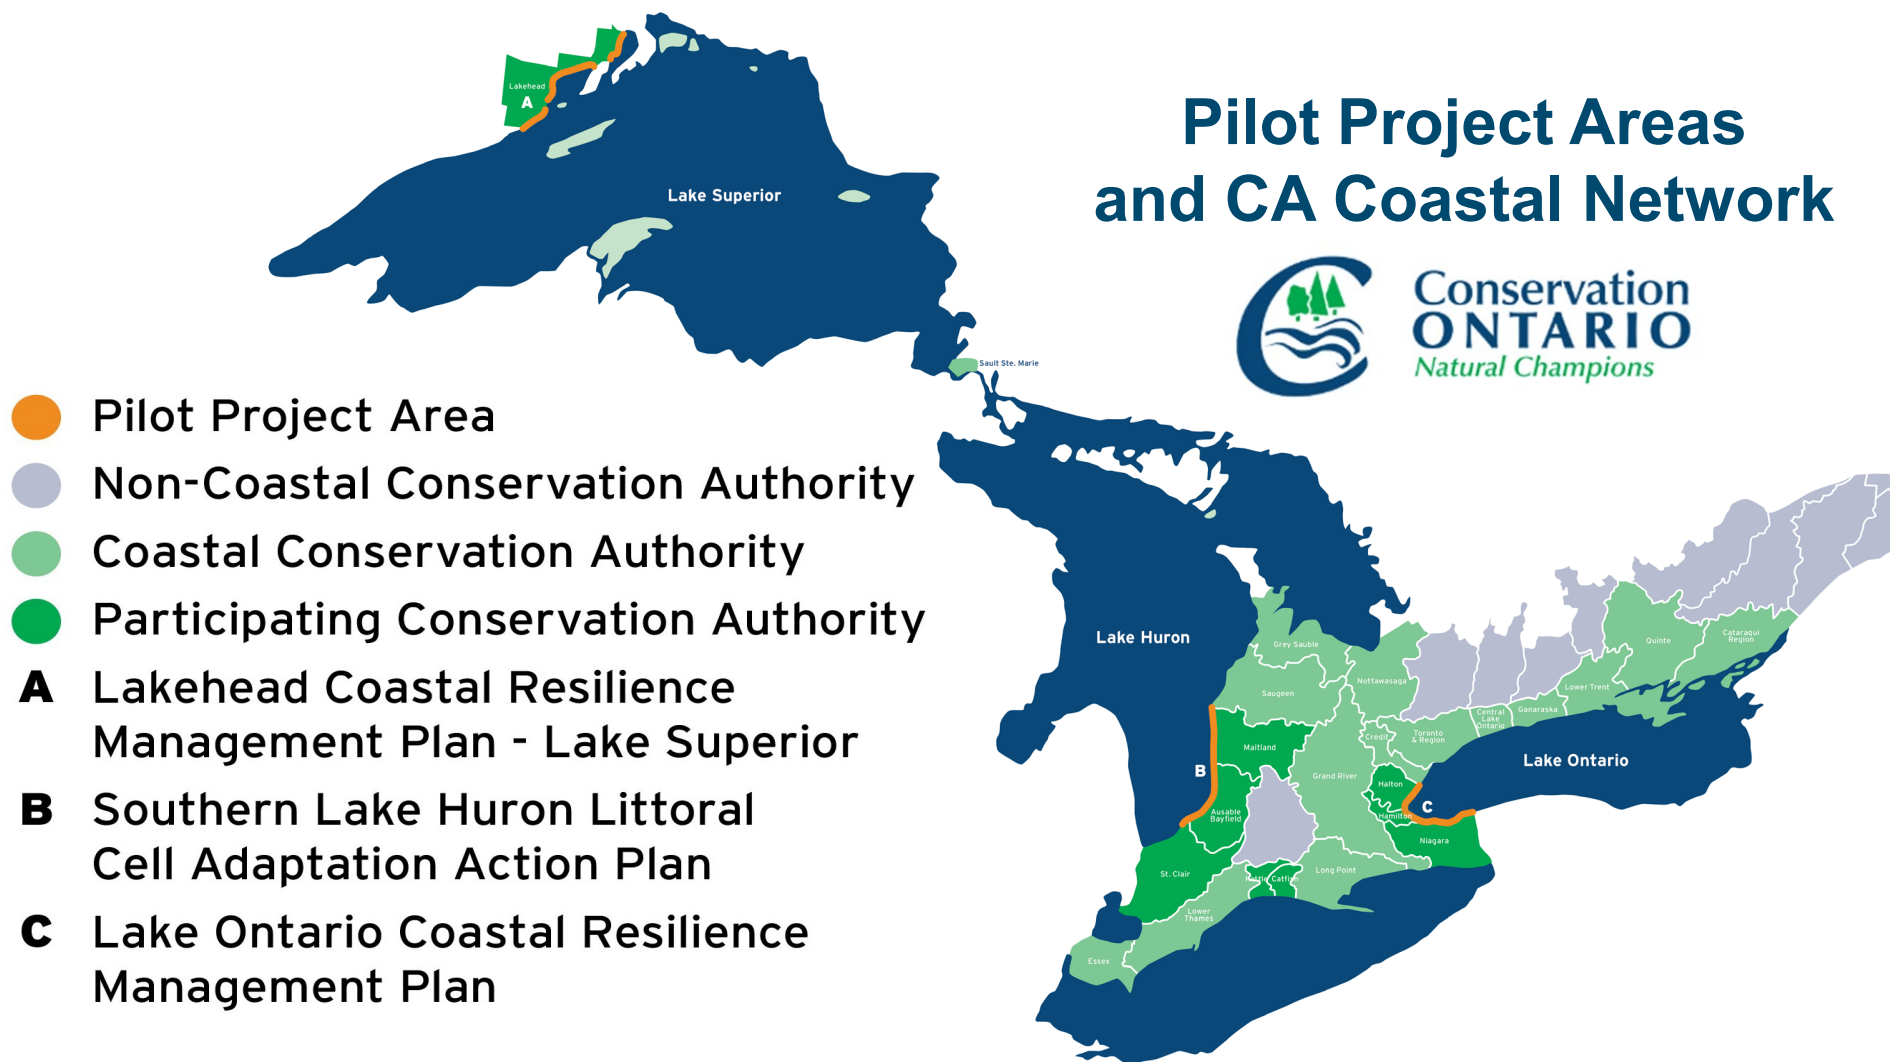 Pilot Project Areas
and CA Coastal Network
Conservation
ONTARIO
Natural Champions
Lakehead
A
Lake Superior
Sault Ste. Marie
Pilot Project Area
Non-Coastal Conservation Authority
Coastal Conservation Authority
Participating Conservation Authority
A Lakehead Coastal Resilience
Management Plan - Lake Superior
B Southern Lake Huron Littoral
Cell Adaptation Action Plan
C Lake Ontario Coastal Resilience
Management Plan
Lake Huron
Grey Sauble
Saugeen
Nottawasaga
Quinte
Cataraqui
Region
Lower Trent
Ganaraska
Central
Lake
Ontario
Toronto
& Region
Credit
Maitland
B
Grand River
Lake Ontario
Halton
C
Hamilton
Ausable
Bayfield
Niagara
St. Clair
Kettle Catfish
Long Point
Lower
Thames
Essex